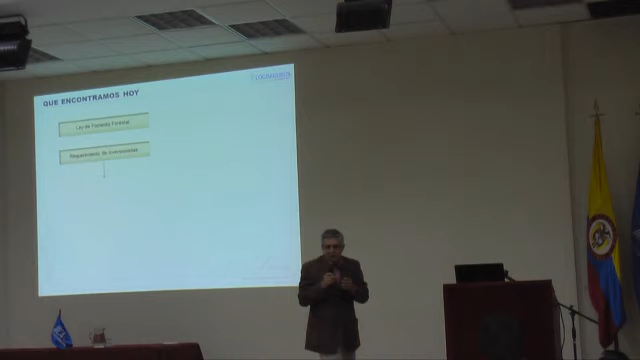 QUE ENCONTRAMOS HOY
Ley de Fomento Forestal
Requerimiento de inversionistas